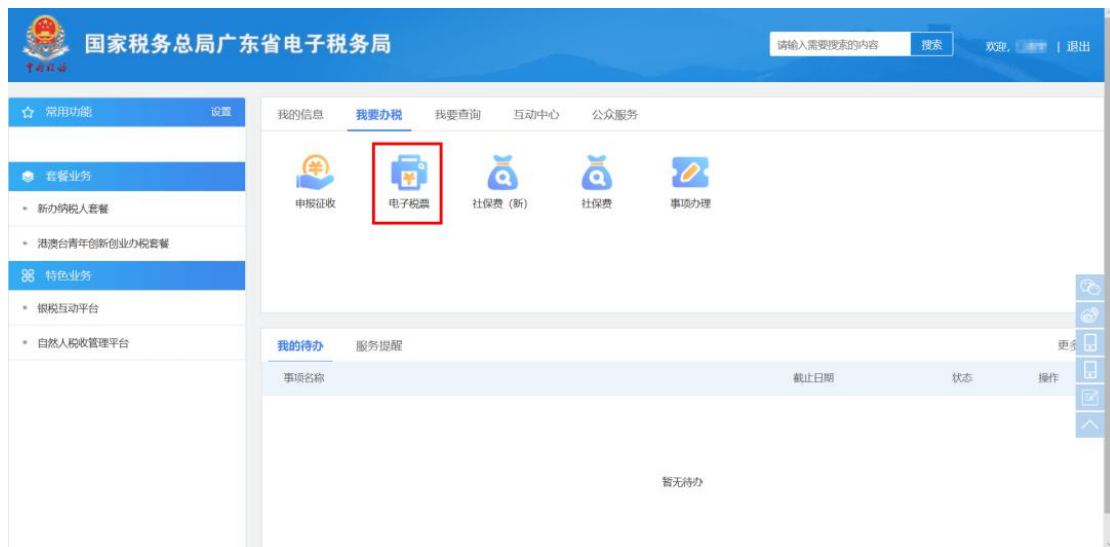 国家税务总局广东省电子税务局
中国税务
请输入需要搜索的内容 搜索 欢迎, | 退出
常用功能 设置
我的信息 我要办税 我要查询 互动中心 公众服务
套餐业务
新办纳税人套餐
港澳台青年创新创业办税套餐
特色业务
银税互动平台
自然人税收管理平台
申报征收 电子税票 社保费（新） 社保费 事项办理
我的待办 服务提醒 更
事项名称 截止日期 状态 操作
暂无待办